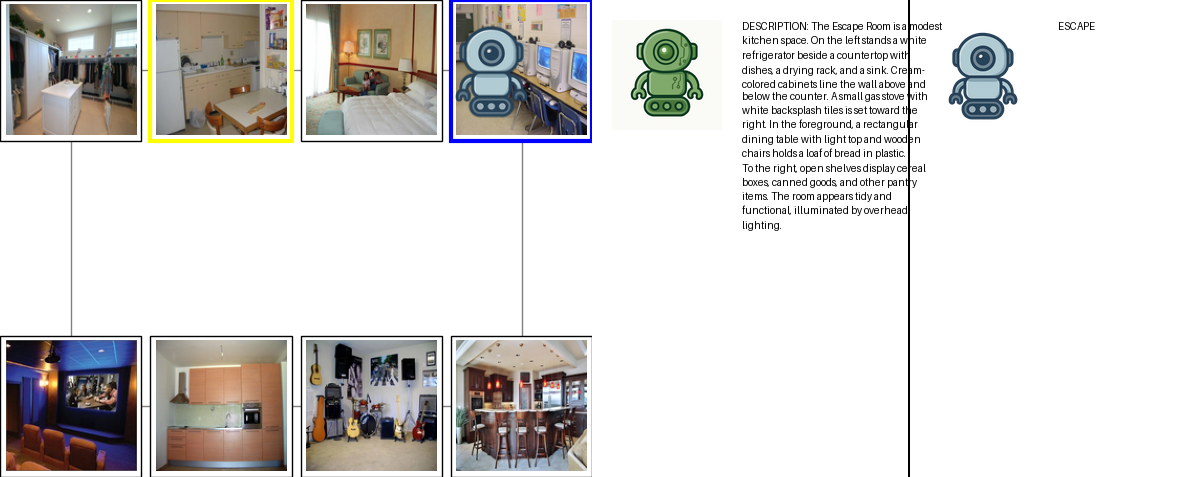 DESCRIPTION: The Escape Room is a modest
kitchen space. On the left stands a white
refrigerator beside a countertop with
dishes, a drying rack, and a sink. Cream-
colored cabinets line the wall above and
below the counter. A small gas stove with
white backsplash tiles is set toward the
right. In the foreground, a rectangular
dining table with light top and wooden
chairs holds a loaf of bread in plastic.
To the right, open shelves display cereal
boxes, canned goods, and other pantry
items. The room appears tidy and
functional, illuminated by overhead
lighting.
ESCAPE